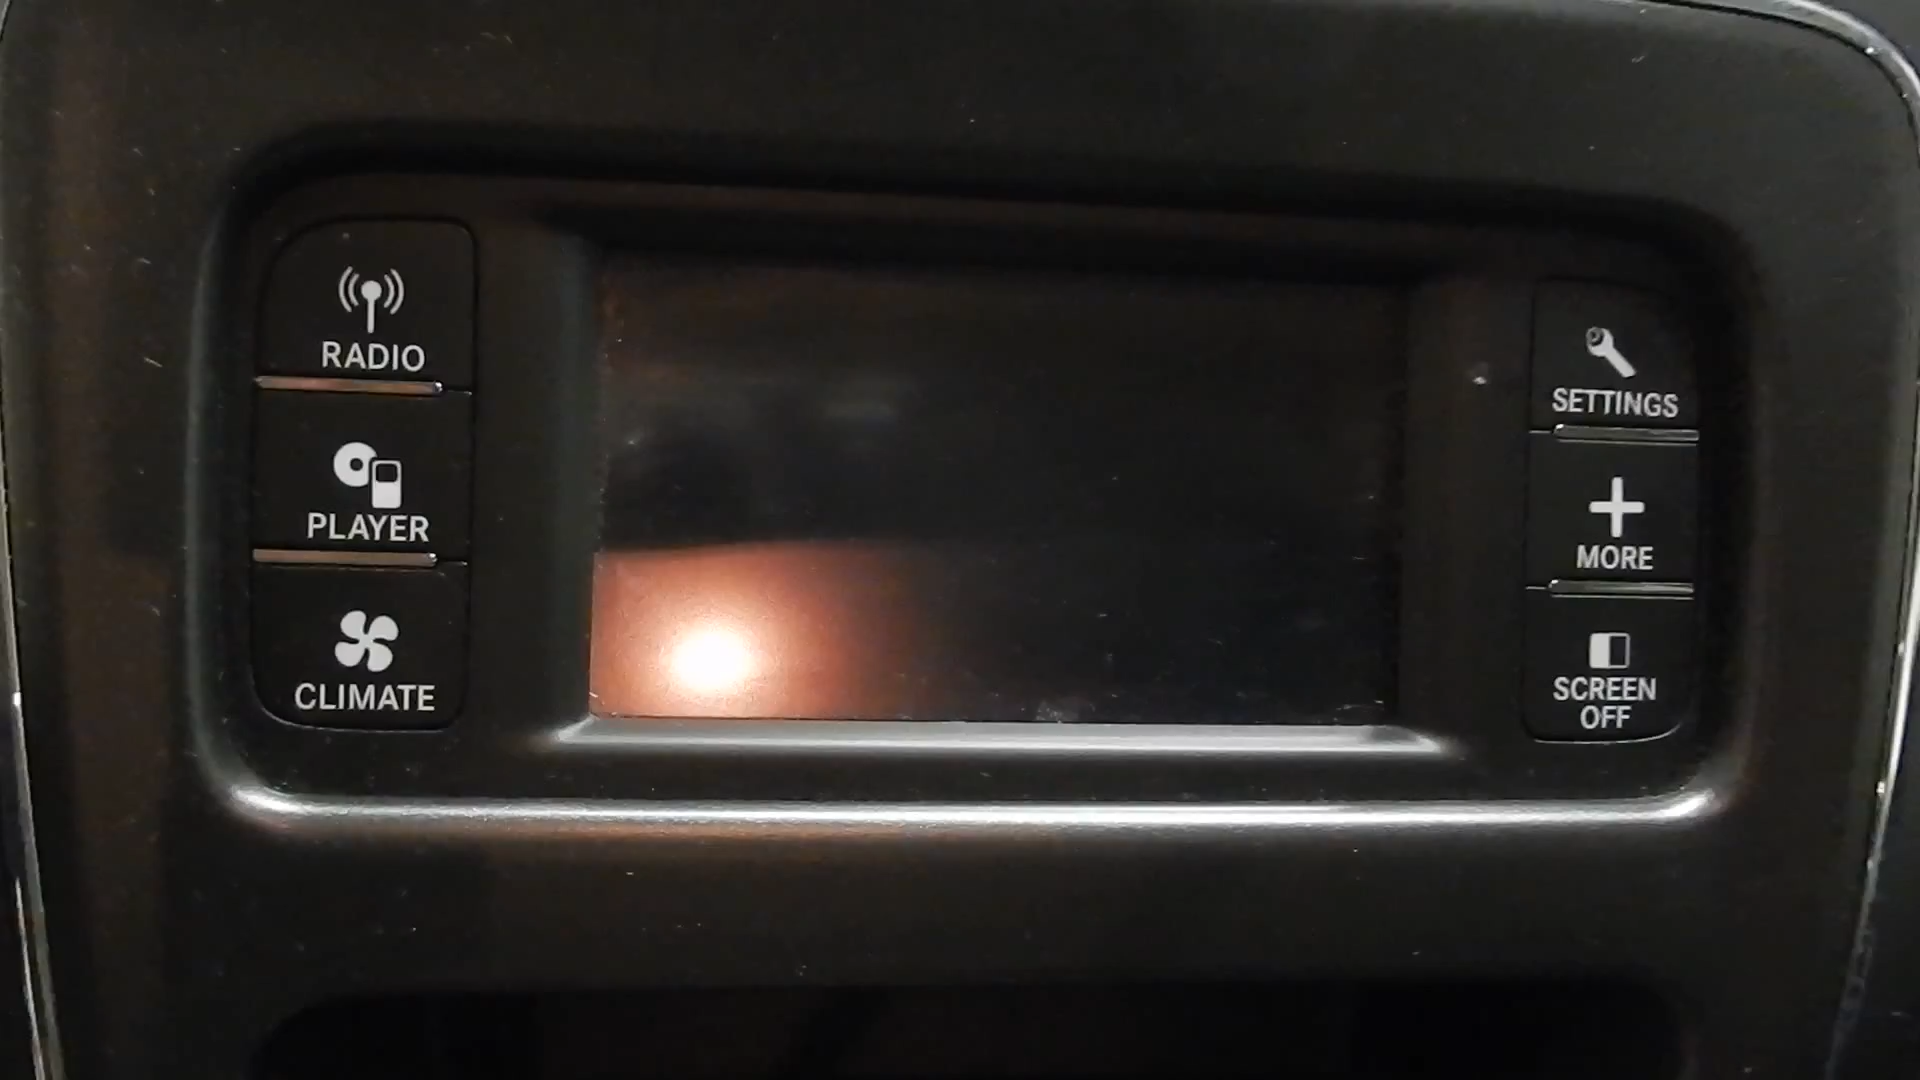 RADIO
PLAYER
CLIMATE
SETTINGS
MORE
SCREEN
OFF